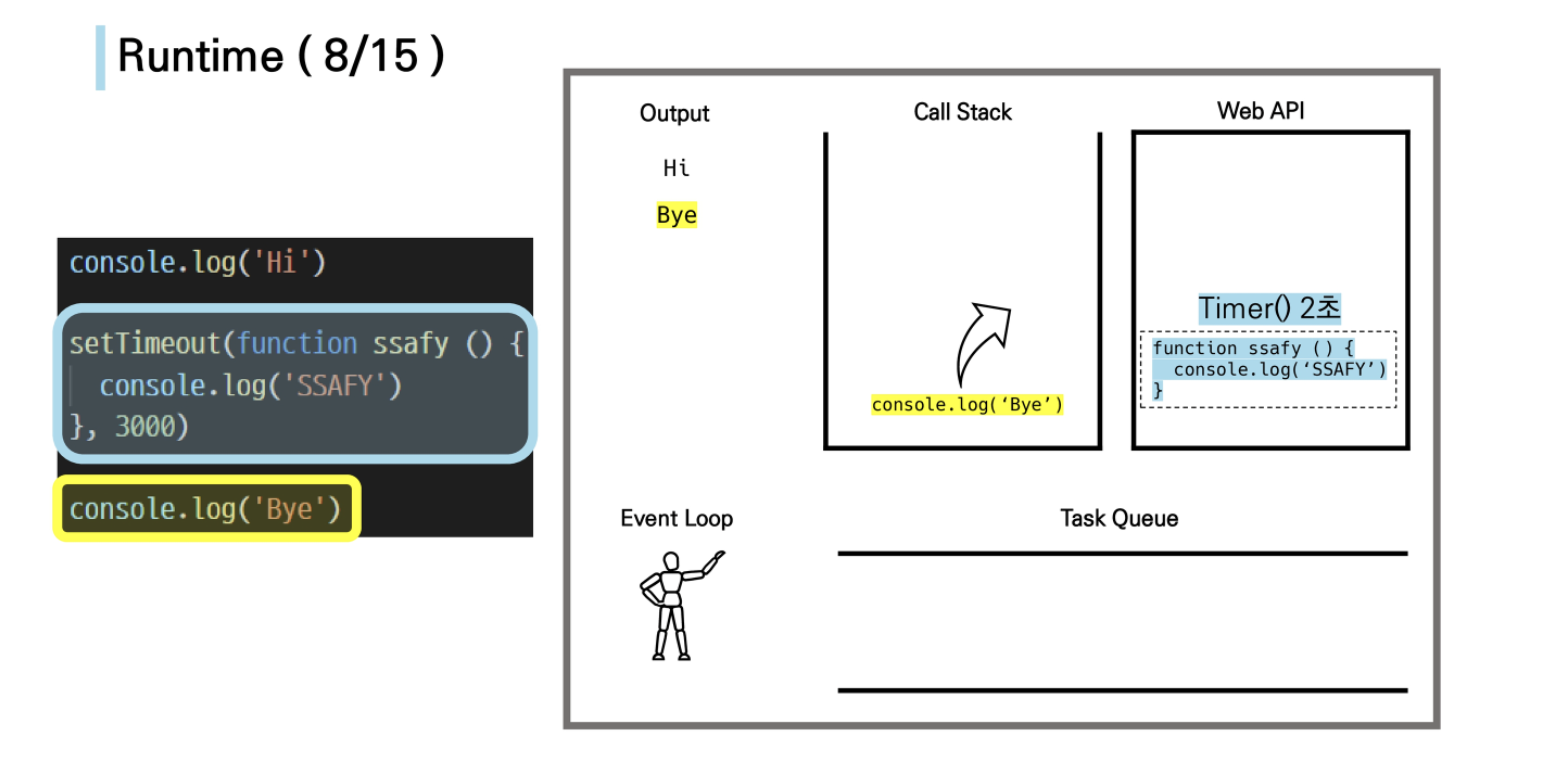 Runtime ( 8/15 )
console.log('Hi')
setTimeout(function ssafy () {
console.log('SSAFY')
}, 3000)
console.log('Bye')
Output
Hi
Bye
Call Stack
console.log(‘Bye’)
Web API
Timer() 2초
function ssafy () {
console.log(‘SSAFY’)
}
Event Loop
Task Queue